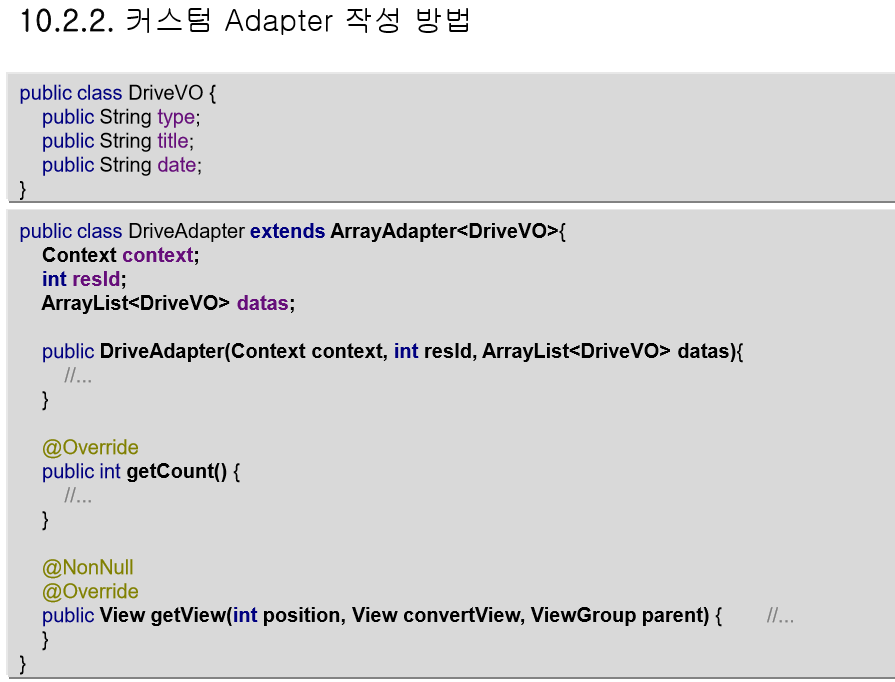 10.2.2. 커스텀 Adapter 작성 방법
public class DriveVO {
public String type;
public String title;
public String date;
}
public class DriveAdapter extends ArrayAdapter<DriveVO>{
Context context;
int resId;
ArrayList<DriveVO> datas;
public DriveAdapter(Context context, int resId, ArrayList<DriveVO> datas){
//...
}
@Override
public int getCount() {
//...
}
@NonNull
@Override
public View getView(int position, View convertView, ViewGroup parent) { //...
}
}